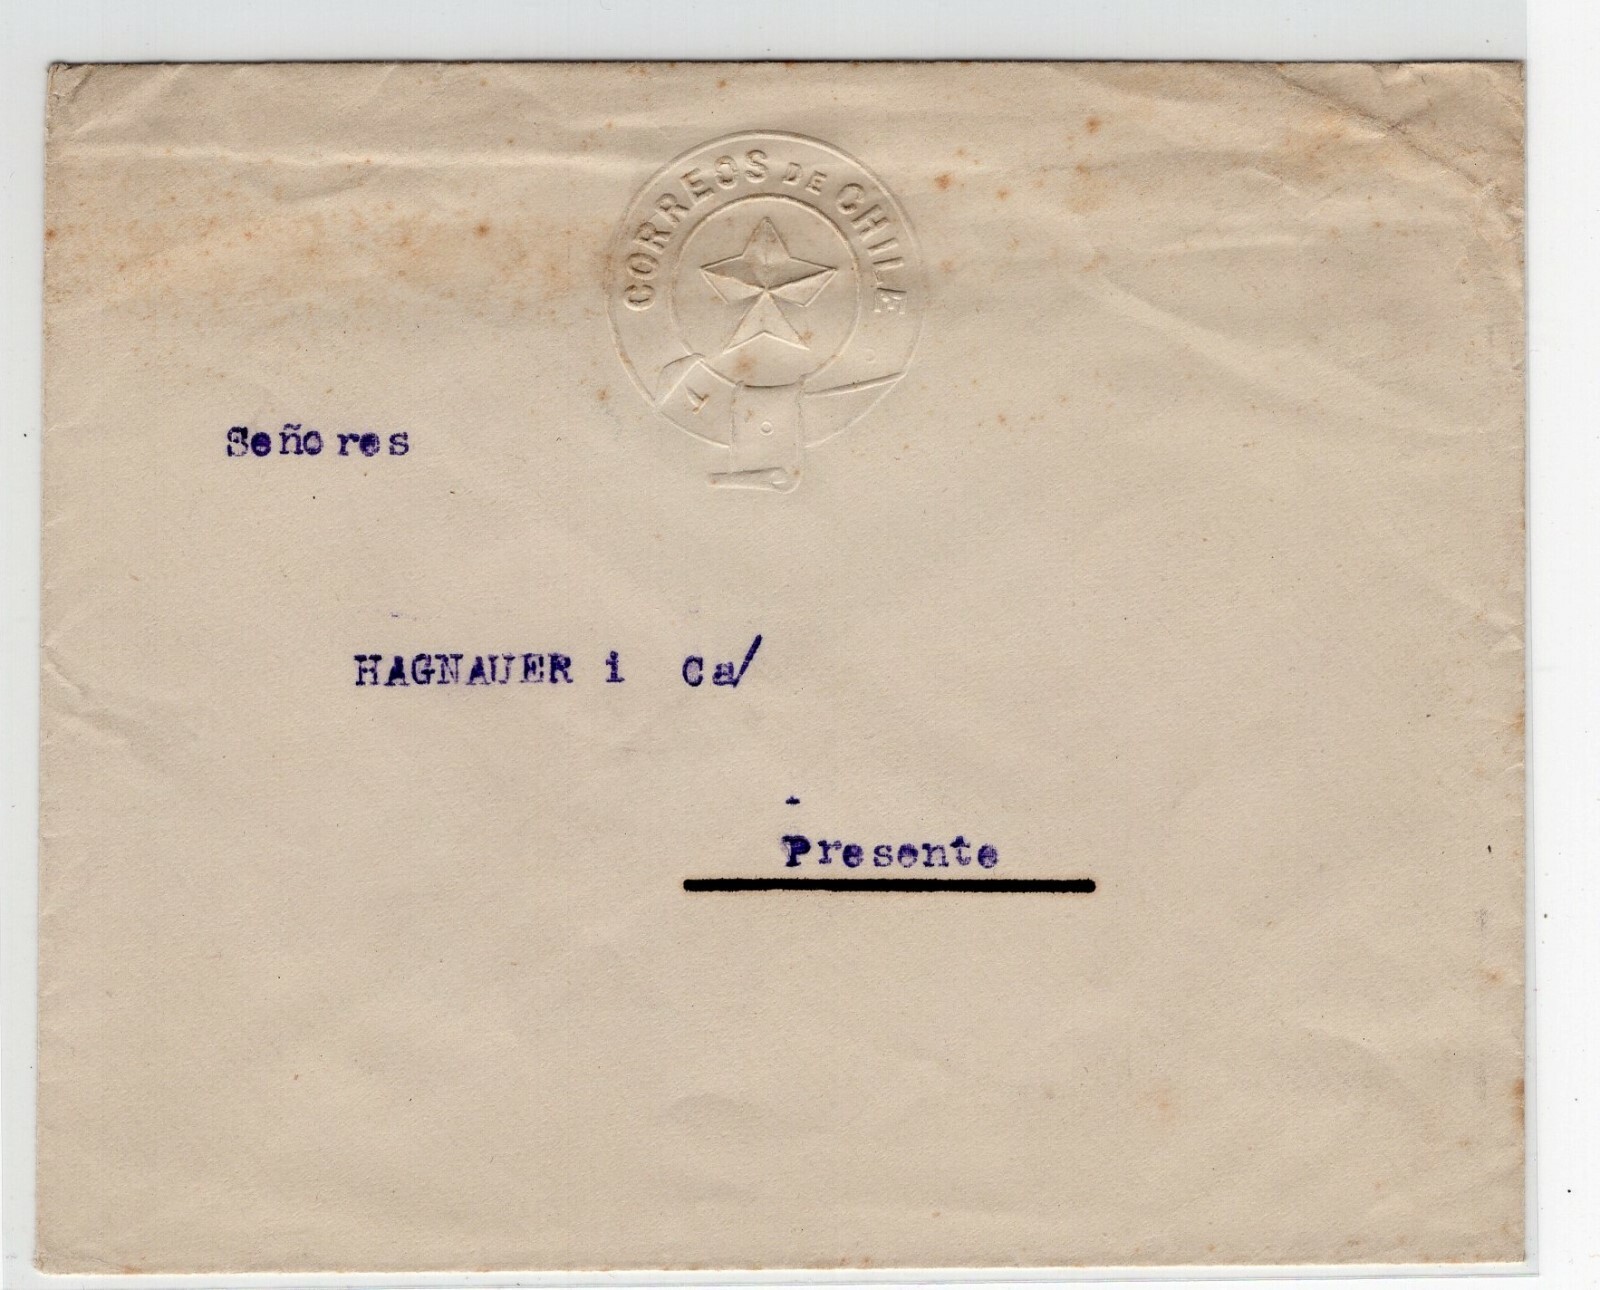 CORREOS DE CHILE
Señores
HAGNAUER i Ca/
Presente